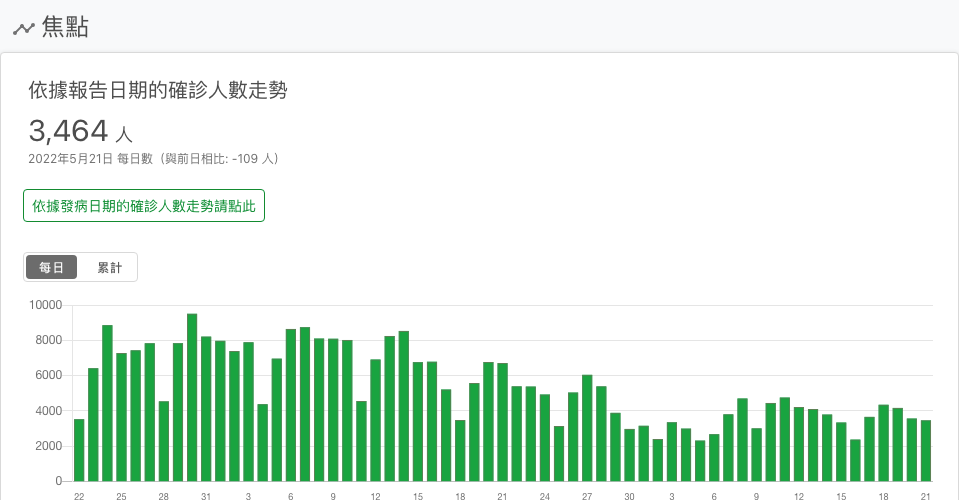 焦點
依據報告日期的確診人數走勢
3,464 人
2022年5月21日 每日數（與前日相比: -109 人）
依據發病日期的確診人數走勢請點此
每日 累計
10000
8000
6000
4000
2000
0
22 25 28 31 3 6 9 12 15 18 21 24 27 30 3 6 9 12 15 18 21